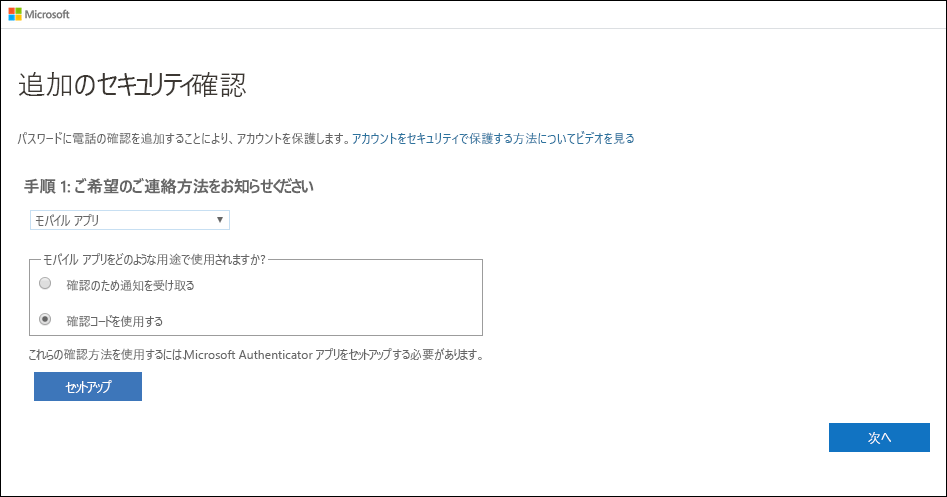 Microsoft
追加のセキュリティ確認
パスワードに電話の確認を追加することにより、アカウントを保護します。アカウントをセキュリティで保護する方法についてビデオを見る
手順 1: ご希望のご連絡方法をお知らせください
モバイル アプリ
モバイル アプリをどのような用途で使用されますか?
確認のため通知を受け取る
確認コードを使用する
これらの確認方法を使用するには、Microsoft Authenticator アプリをセットアップする必要があります。
セットアップ
次へ